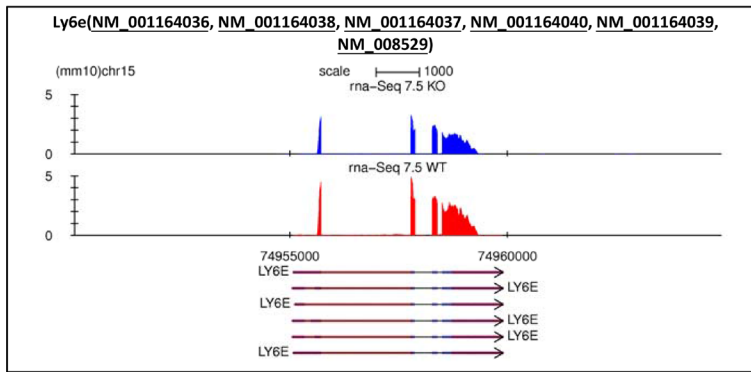 Ly6e(NM_001164036, NM_001164038, NM_001164037, NM_001164040, NM_001164039,
NM_008529)
(mm10)chr15 scale 1000
rna-Seq 7.5 KO
5
0
rna-Seq 7.5 WT
5
0
74955000 74960000
LY6E
LY6E
LY6E
LY6E
LY6E
LY6E